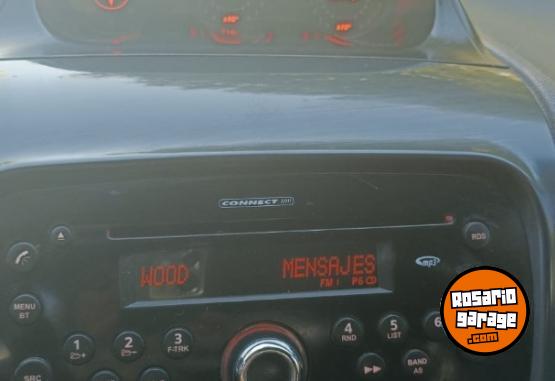 CONNECT
RDS
WOOD
MENSAJES
FM 1 P6 CD
mp3
MENU
BT
1
2
3
F-TRK
4
RND
5
LIST
6
SRC
BAND
AS
ROSARIO
garage
.com